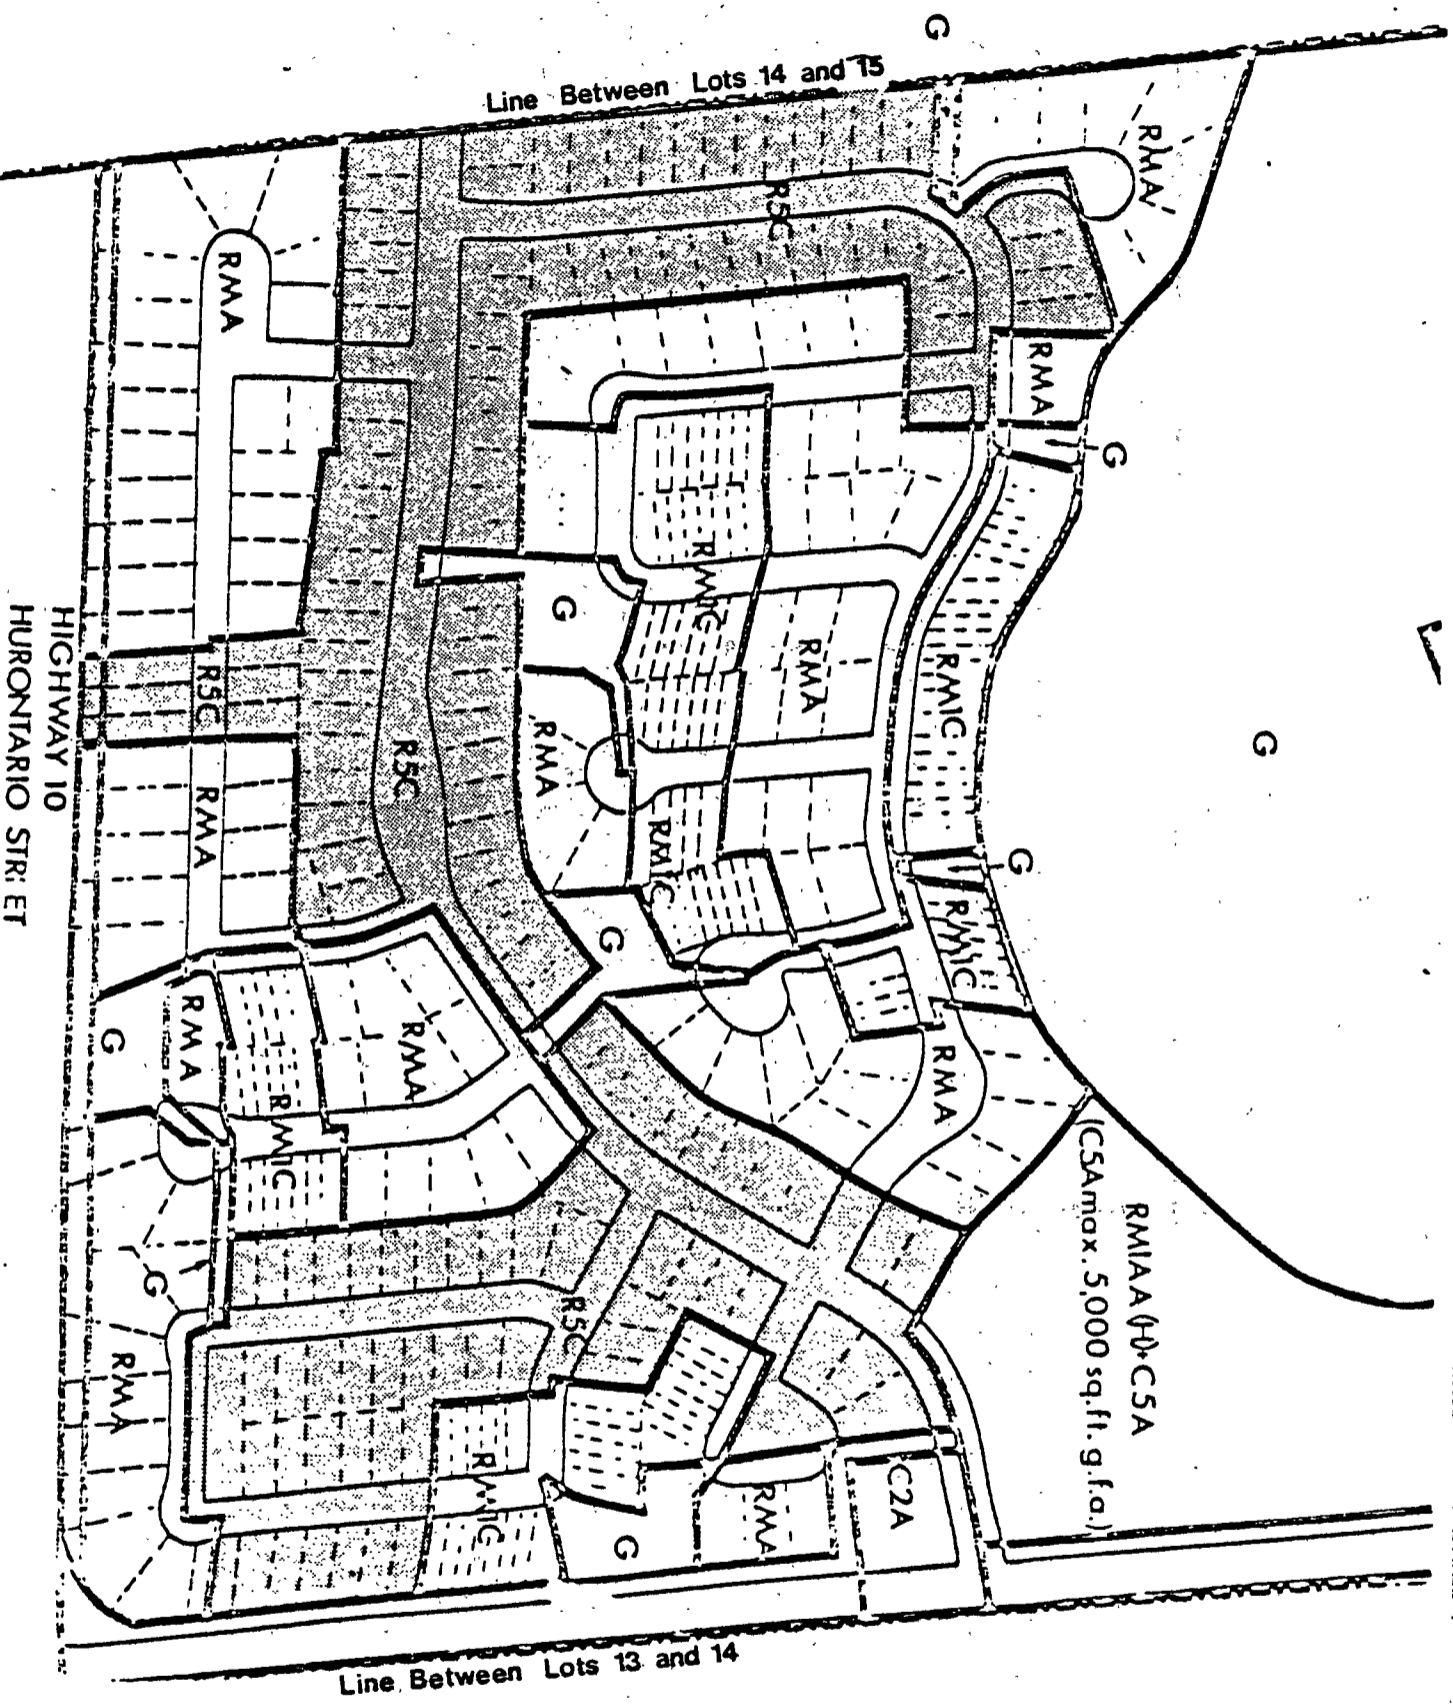 G
Line Between Lots 14 and 15
RMA
R5C
RMA
RMA
G
RM1C
G
RMA
RM1C
G
R5C
R5C
RMA
RMA
RM1C
G
G
RM1C
G
RMA
HIGHWAY 10
HURONTARIO STREET
G
RMA
RMA
RM1C
RMA
RM1AA(H)+C5A
(C5A max. 5,000 sq.ft. g.f.a.)
G
R5C
RMA
RM1C
G
RMA
C2A
Line Between Lots 13 and 14